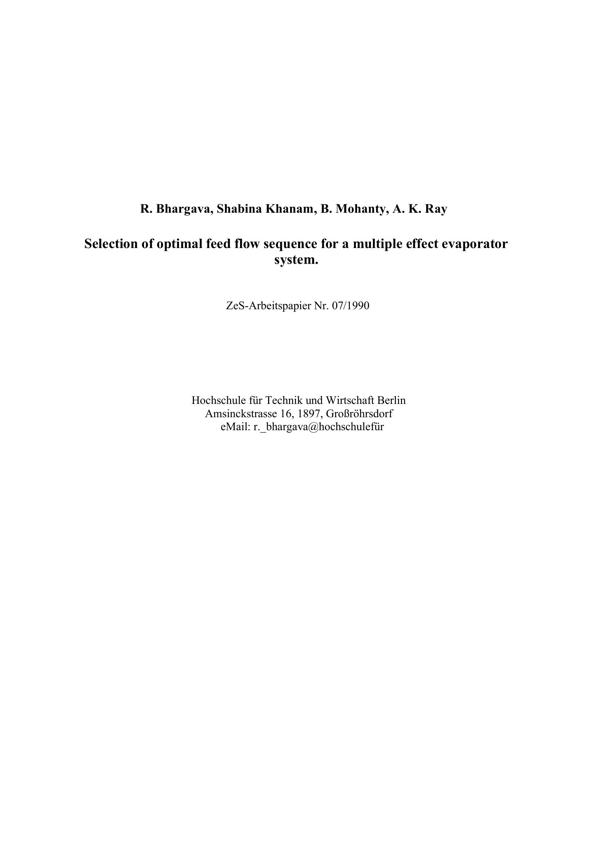 R. Bhargava, Shabina Khanam, B. Mohanty, A. K. Ray
Selection of optimal feed flow sequence for a multiple effect evaporator
system.
ZeS-Arbeitspapier Nr. 07/1990
Hochschule für Technik und Wirtschaft Berlin
Amsinckstrasse 16, 1897, Großröhrsdorf
eMail: r._bhargava@hochschulefür